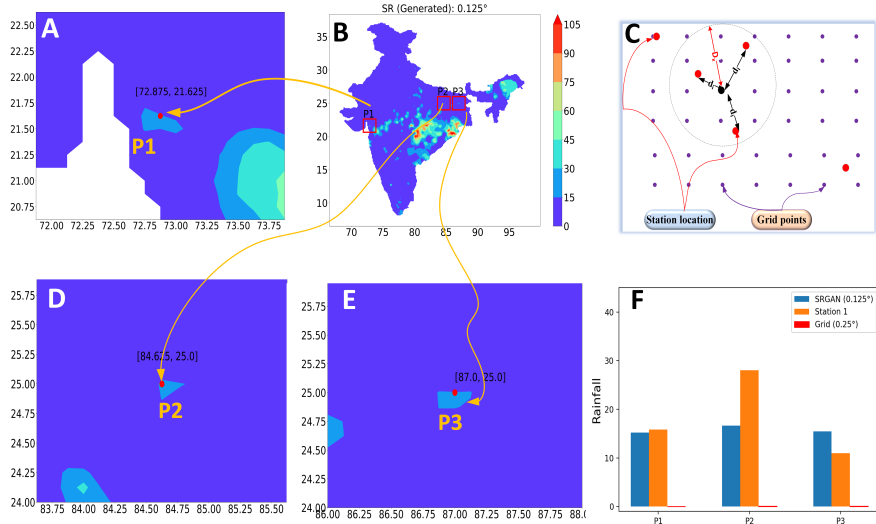 A
22.50
22.25
22.00
21.75
21.50
21.25
21.00
20.75
[72.875, 21.625]
P1
72.00 72.25 72.50 72.75 73.00 73.25 73.50 73.75
SR (Generated): 0.125°
B
35
30
25
20
15
10
P1
P2 P3
70 75 80 85 90 95
105
90
75
60
45
30
15
0
C
D
d
d
d
Station location
Grid points
D
25.75
25.50
25.25
25.00
24.75
24.50
24.25
24.00
[84.625, 25.0]
P2
83.75 84.00 84.25 84.50 84.75 85.00 85.25 85.50
E
25.75
25.50
25.25
25.00
24.75
24.50
24.25
24.00
[87.0, 25.0]
P3
86.00 86.25 86.50 86.75 87.00 87.25 87.50 87.75 88.0
F
SRGAN (0.125°)
Station 1
Grid (0.25°)
Rainfall
40
30
20
10
0
P1 P2 P3